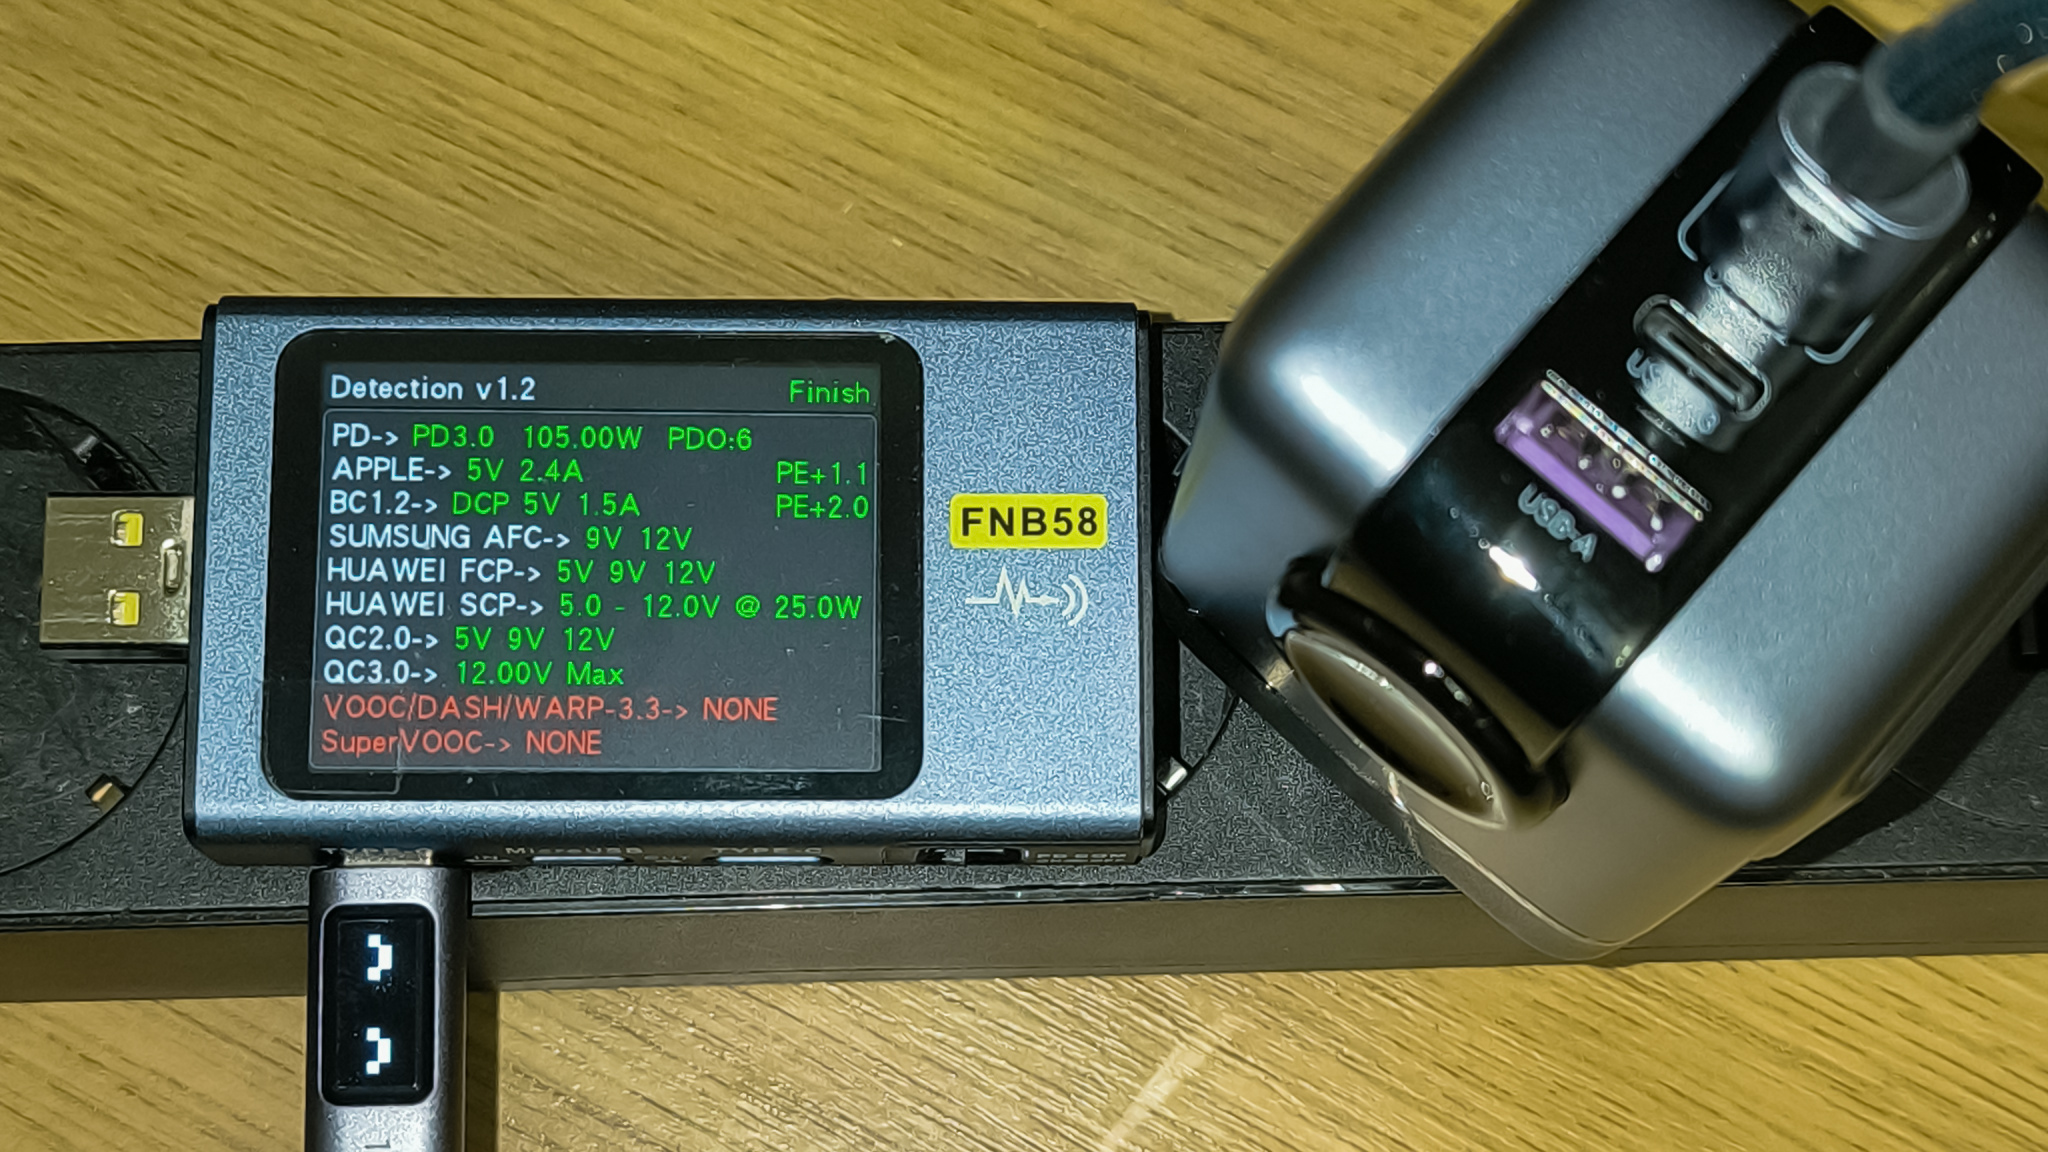 Detection v1.2 Finish
PD-> PD3.0 105.00W PDO:6
APPLE-> 5V 2.4A PE+1.1
BC1.2-> DCP 5V 1.5A PE+2.0
SUMSUNG AFC-> 9V 12V
HUAWEI FCP-> 5V 9V 12V
HUAWEI SCP-> 5.0 - 12.0V @ 25.0W
QC2.0-> 5V 9V 12V
QC3.0-> 12.00V Max
VOOC/DASH/WARP-3.3-> NONE
SuperVOOC-> NONE
FNB58
USB-A
MicroUSB
TYPE-C